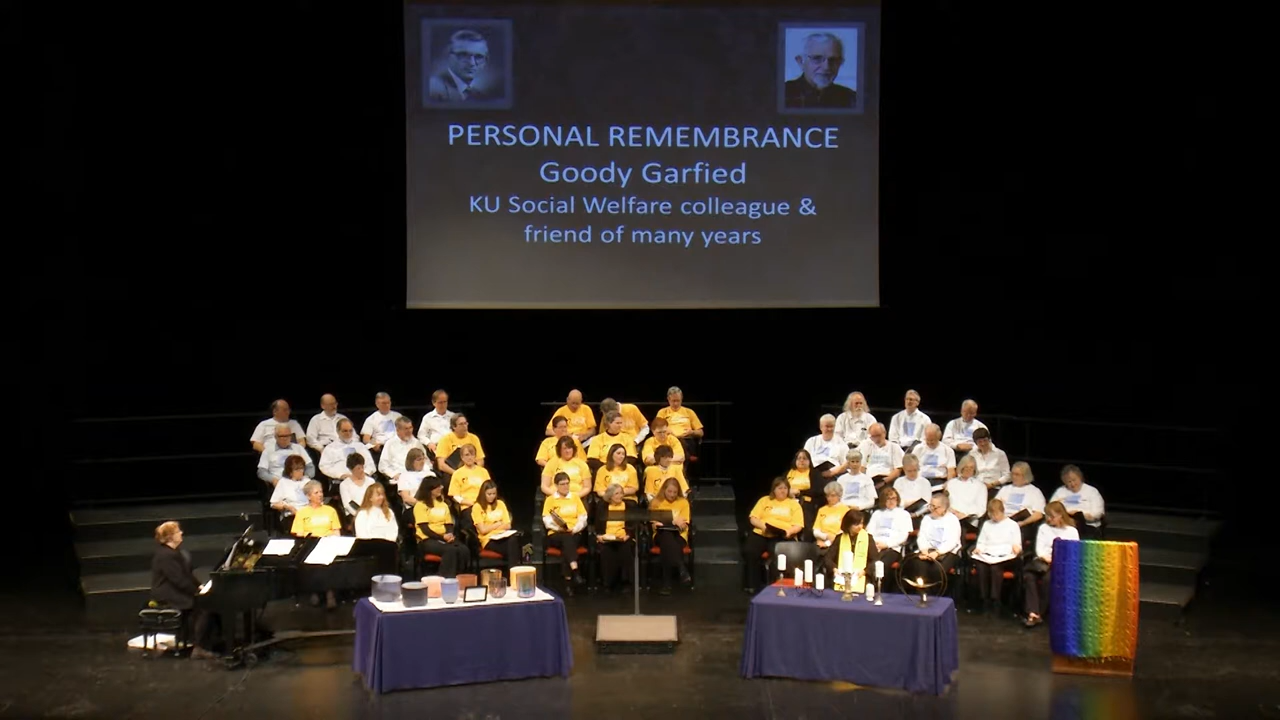 PERSONAL REMEMBRANCE
Goody Garfied
KU Social Welfare colleague &
friend of many years